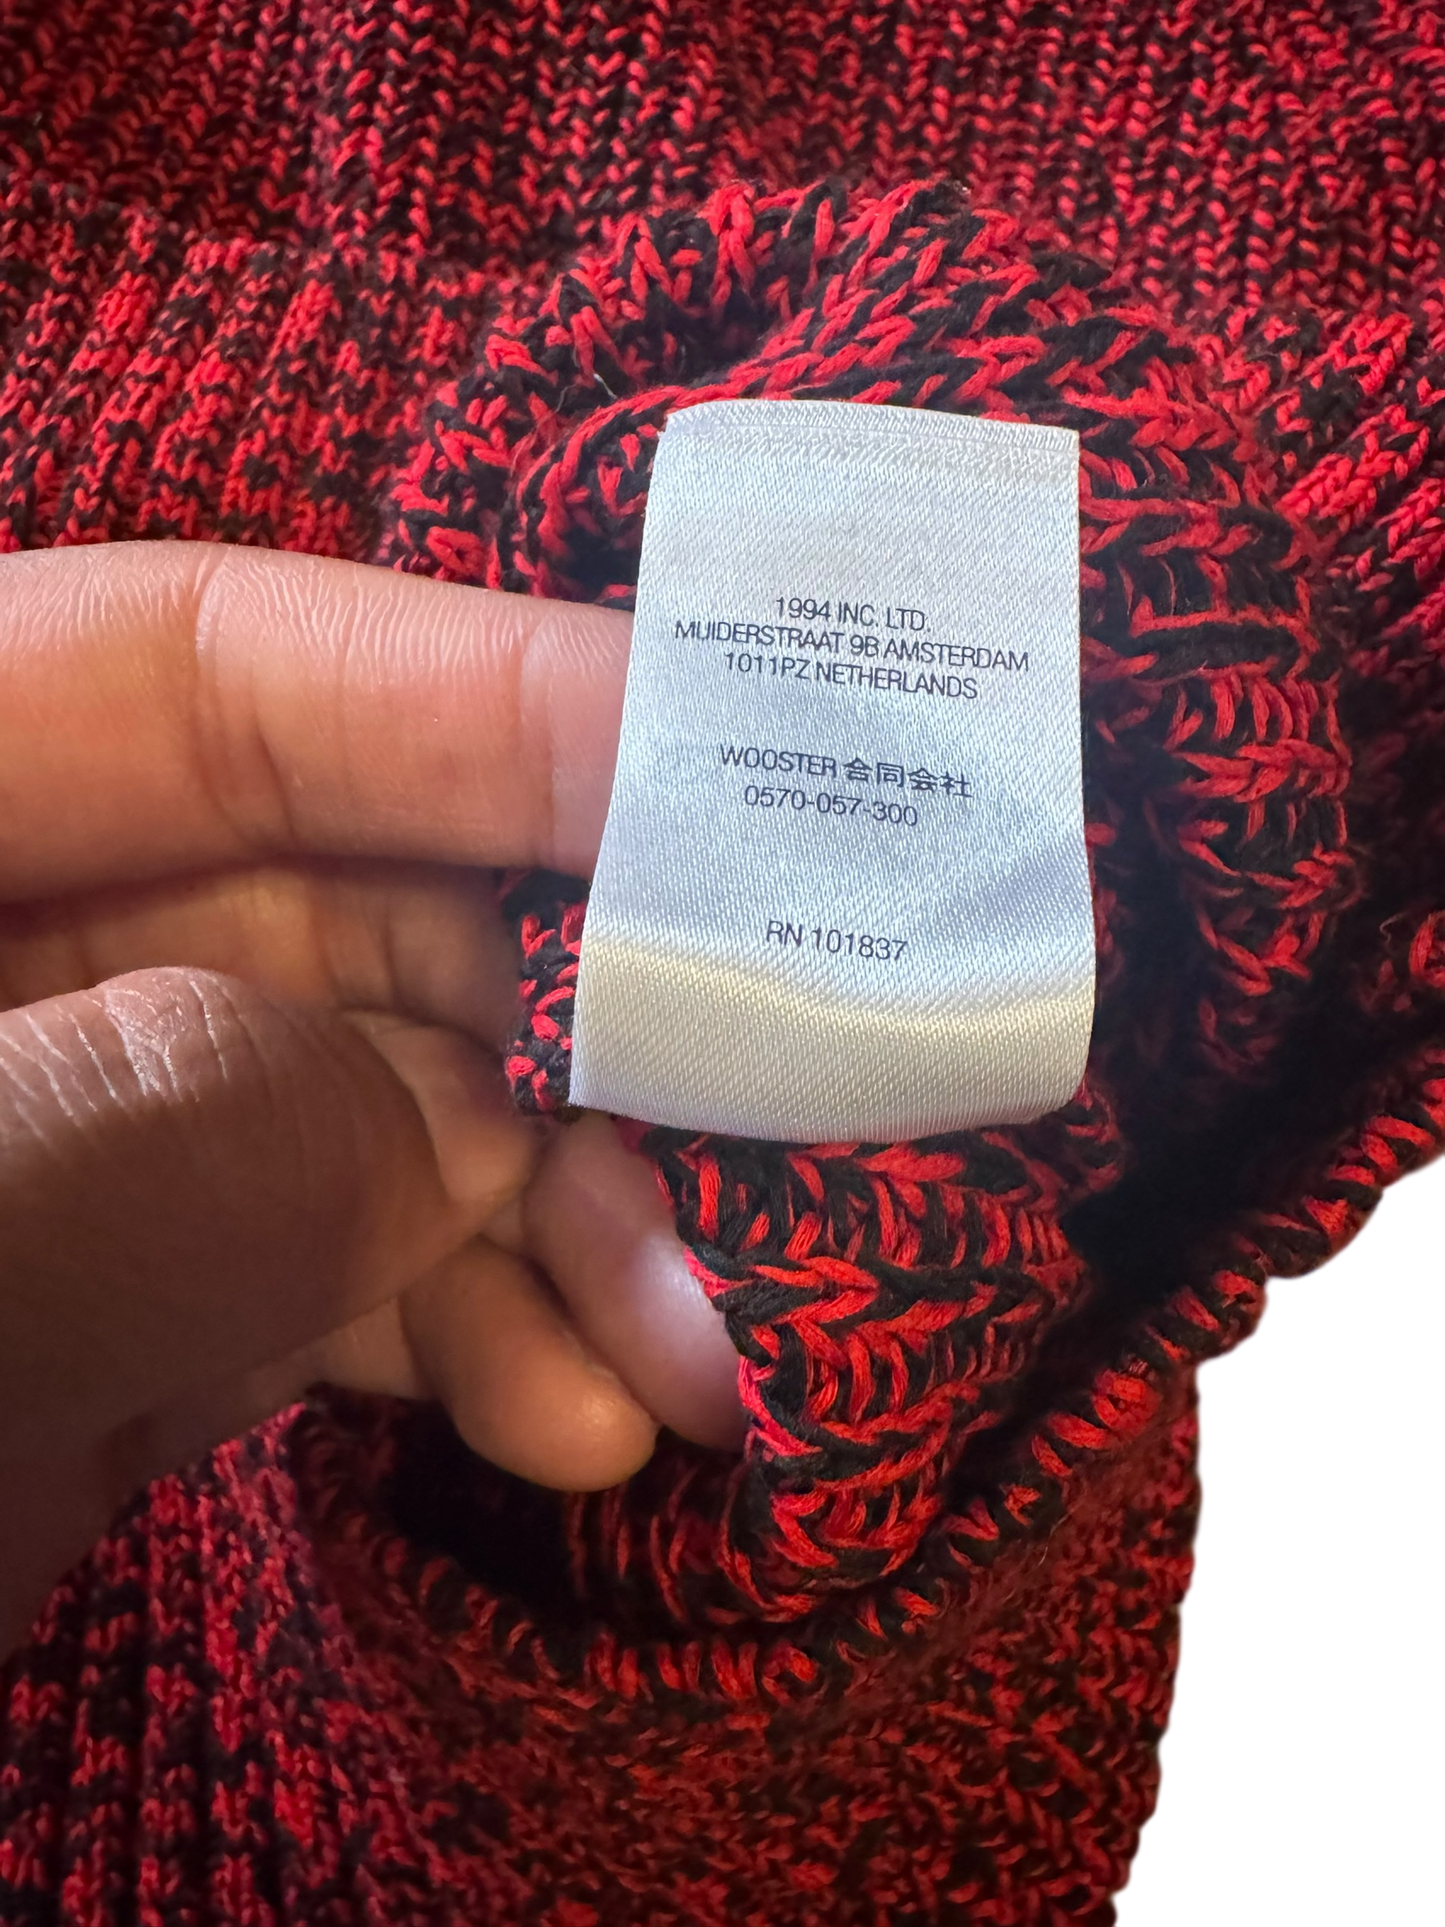 1994 INC. LTD.
MUIDERSTRAAT 9B AMSTERDAM
1011PZ NETHERLANDS
WOOSTER 合同会社
0570-057-300
RN 101837